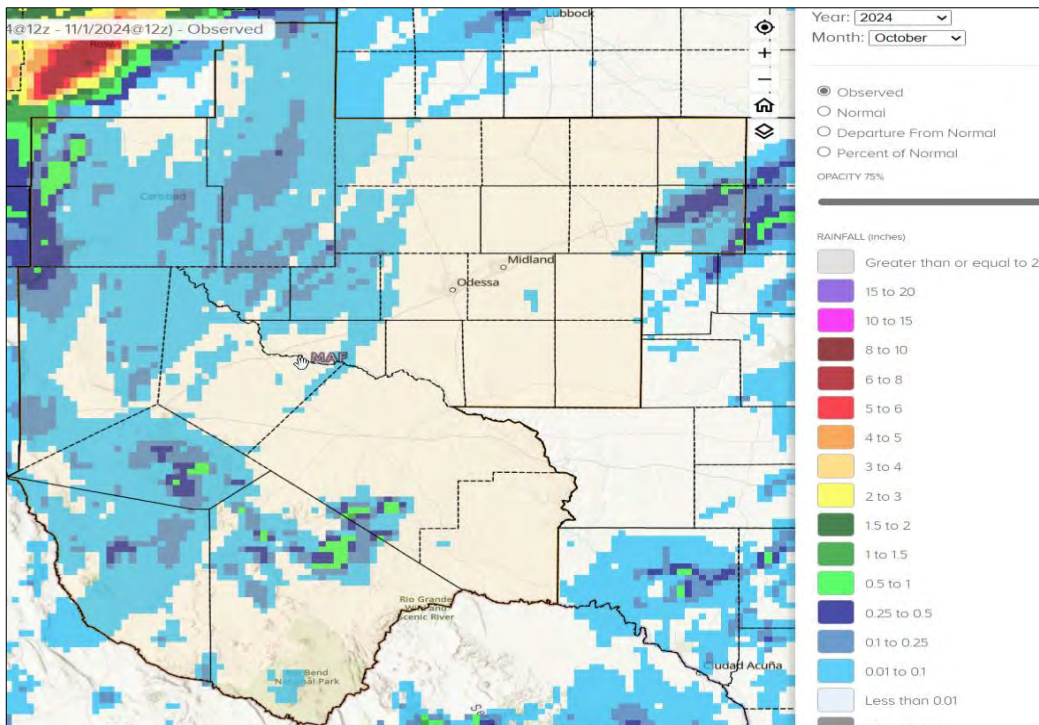 4@12z - 11/1/2024@12z) - Observed
Lubbock
Carlsbad
Midland
Odessa
MAF
Rio Grande
Wild and
Scenic River
Big Bend
National Park
Ciudad Acuña
Year: 2024
Month: October
Observed
Normal
Departure From Normal
Percent of Normal
OPACITY 75%
RAINFALL (Inches)
Greater than or equal to 2
15 to 20
10 to 15
8 to 10
6 to 8
5 to 6
4 to 5
3 to 4
2 to 3
1.5 to 2
1 to 1.5
0.5 to 1
0.25 to 0.5
0.1 to 0.25
0.01 to 0.1
Less than 0.01